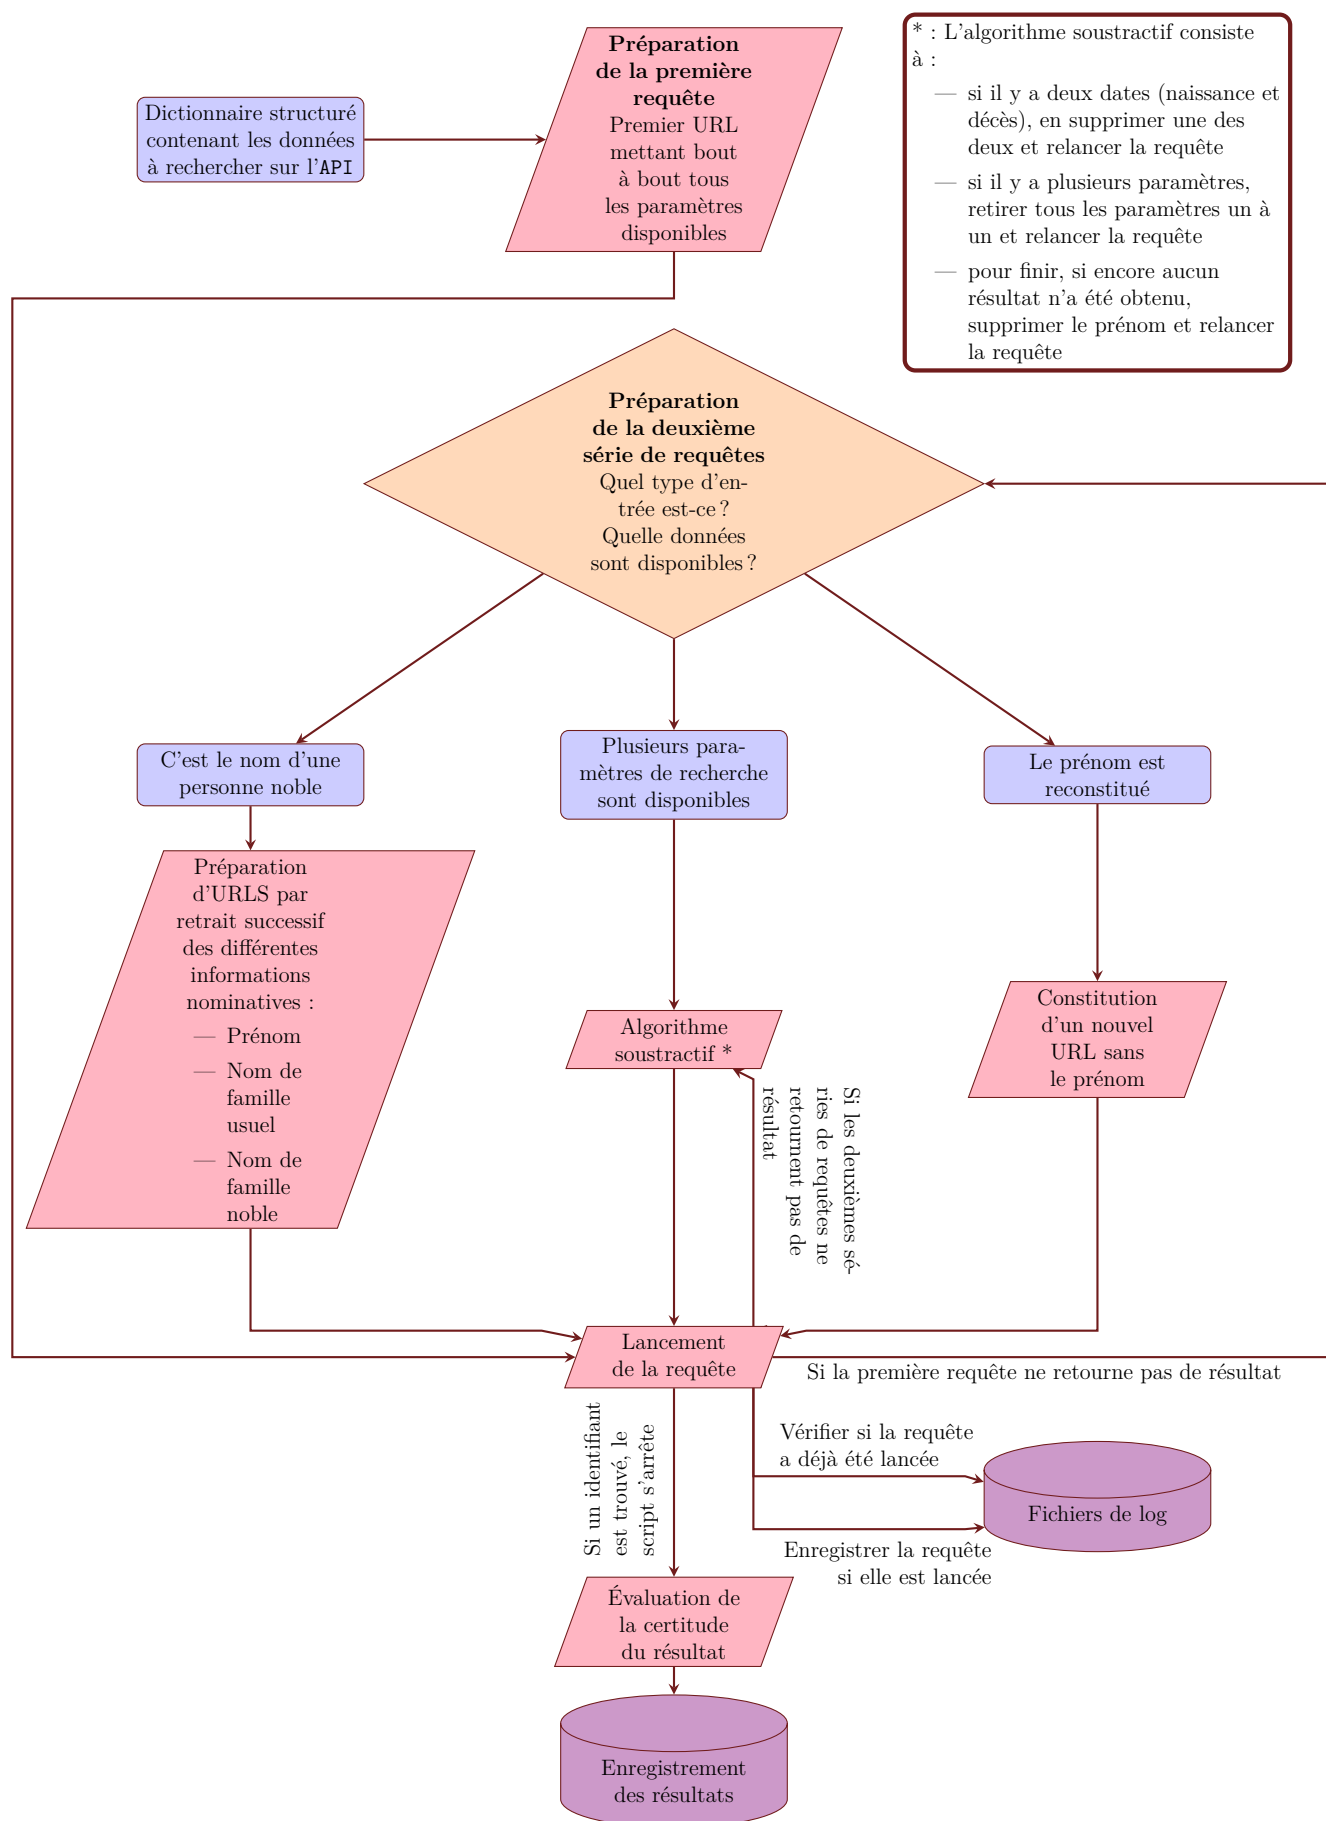 Préparation
de la première
requête
Premier URL
mettant bout
à bout tous
les paramètres
disponibles
* : L'algorithme soustractif consiste
à :
— si il y a deux dates (naissance et
décès), en supprimer une des
deux et relancer la requête
— si il y a plusieurs paramètres,
retirer tous les paramètres un à
un et relancer la requête
— pour finir, si encore aucun
résultat n'a été obtenu,
supprimer le prénom et relancer
la requête
Dictionnaire structuré
contenant les données
à rechercher sur l'API
Préparation
de la deuxième
série de requêtes
Quel type d'en-
trée est-ce ?
Quelle données
sont disponibles ?
C'est le nom d'une
personne noble
Plusieurs para-
mètres de recherche
sont disponibles
Le prénom est
reconstitué
Préparation
d'URLS par
retrait successif
des différentes
informations
nominatives :
— Prénom
— Nom de
famille
usuel
— Nom de
famille
noble
Algorithme
soustractif *
Constitution
d'un nouvel
URL sans
le prénom
Si les deuxièmes sé-
ries de requêtes ne
retournent pas de
résultat
Lancement
de la requête
Si la première requête ne retourne pas de résultat
Si un identifiant
est trouvé, le
script s'arrête
Vérifier si la requête
a déjà été lancée
Fichiers de log
Enregistrer la requête
si elle est lancée
Évaluation de
la certitude
du résultat
Enregistrement
des résultats